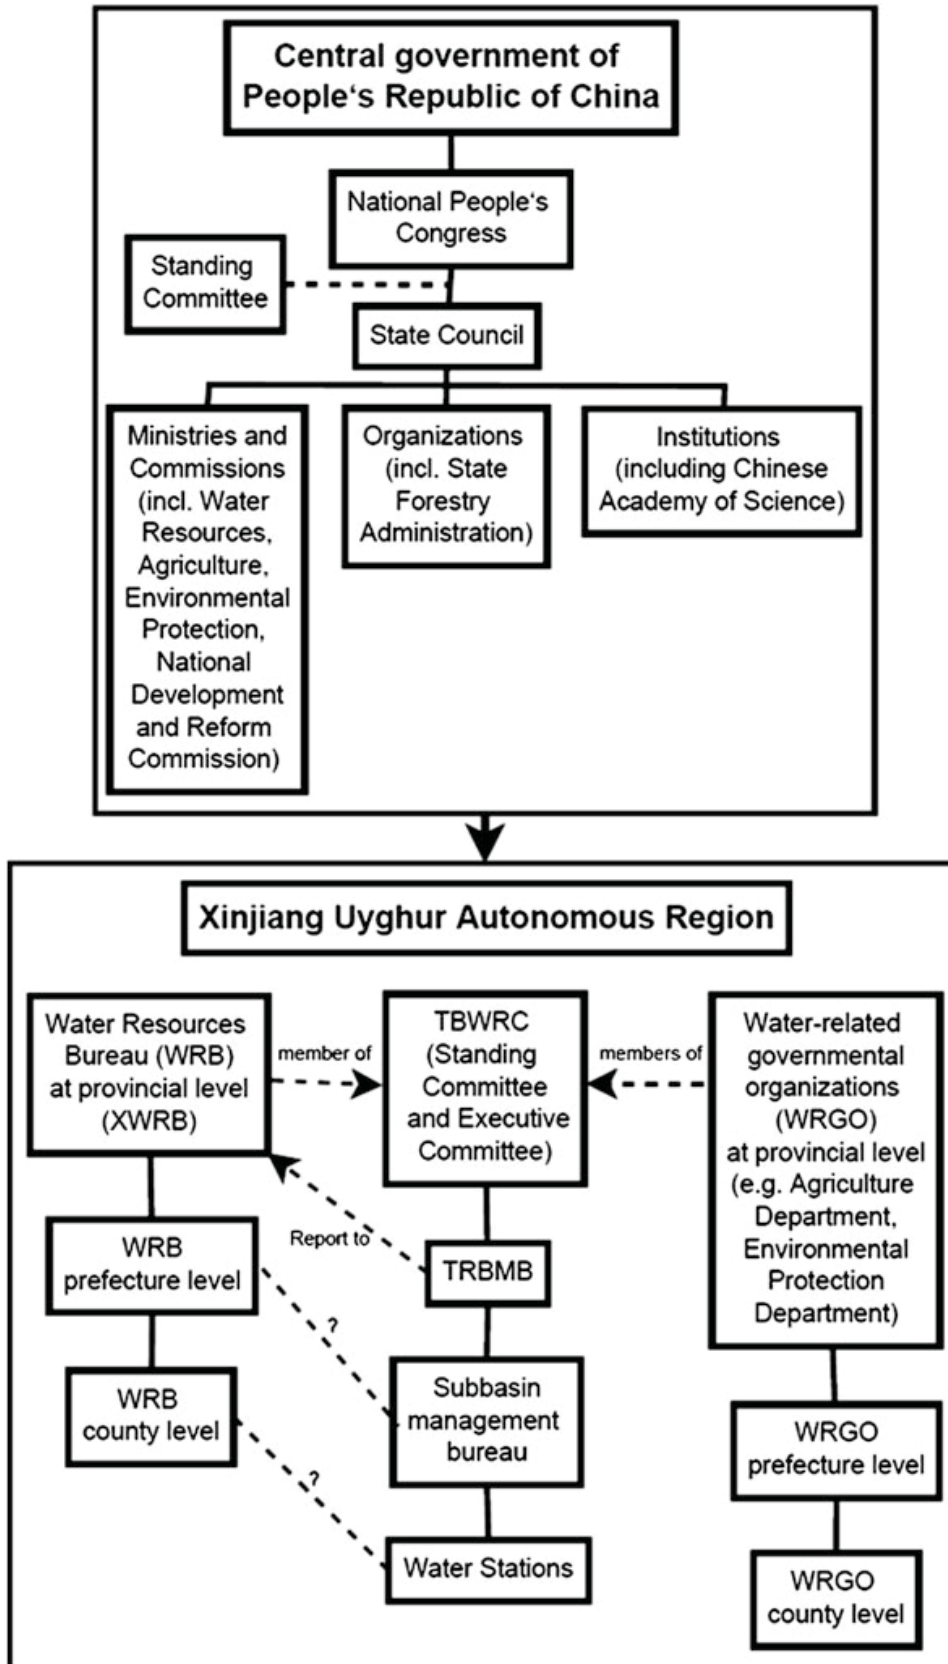 Central government of
People‘s Republic of China
National People‘s
Congress
Standing
Committee
State Council
Ministries and
Commissions
(incl. Water
Resources,
Agriculture,
Environmental
Protection,
National
Development
and Reform
Commission)
Organizations
(incl. State
Forestry
Administration)
Institutions
(including Chinese
Academy of Science)
Xinjiang Uyghur Autonomous Region
Water Resources
Bureau (WRB)
at provincial level
(XWRB)
member of
TBWRC
(Standing
Committee
and Executive
Committee)
members of
Water-related
governmental
organizations
(WRGO)
at provincial level
(e.g. Agriculture
Department,
Environmental
Protection
Department)
Report to
WRB
prefecture level
TRBMB
?
WRB
county level
Subbasin
management
bureau
WRGO
prefecture level
?
Water Stations
WRGO
county level